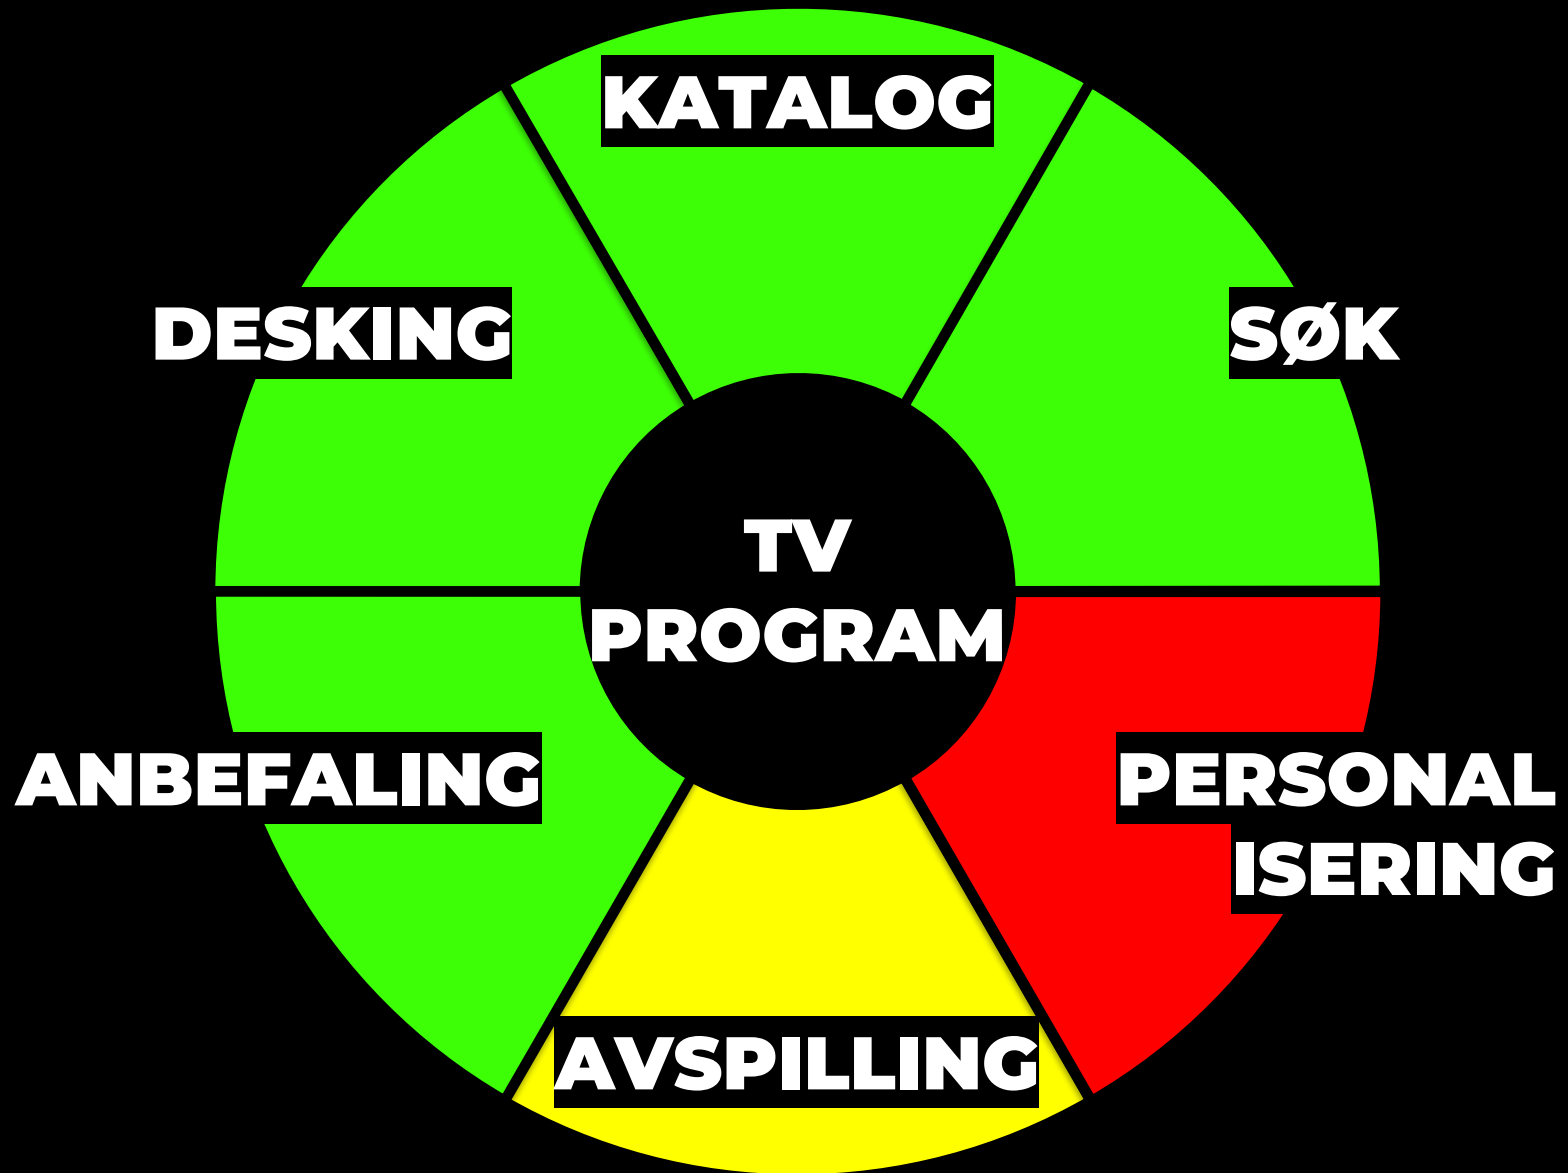 KATALOG
DESKING
SØK
TV
PROGRAM
ANBEFALING
PERSONAL
ISERING
AVSPILLING